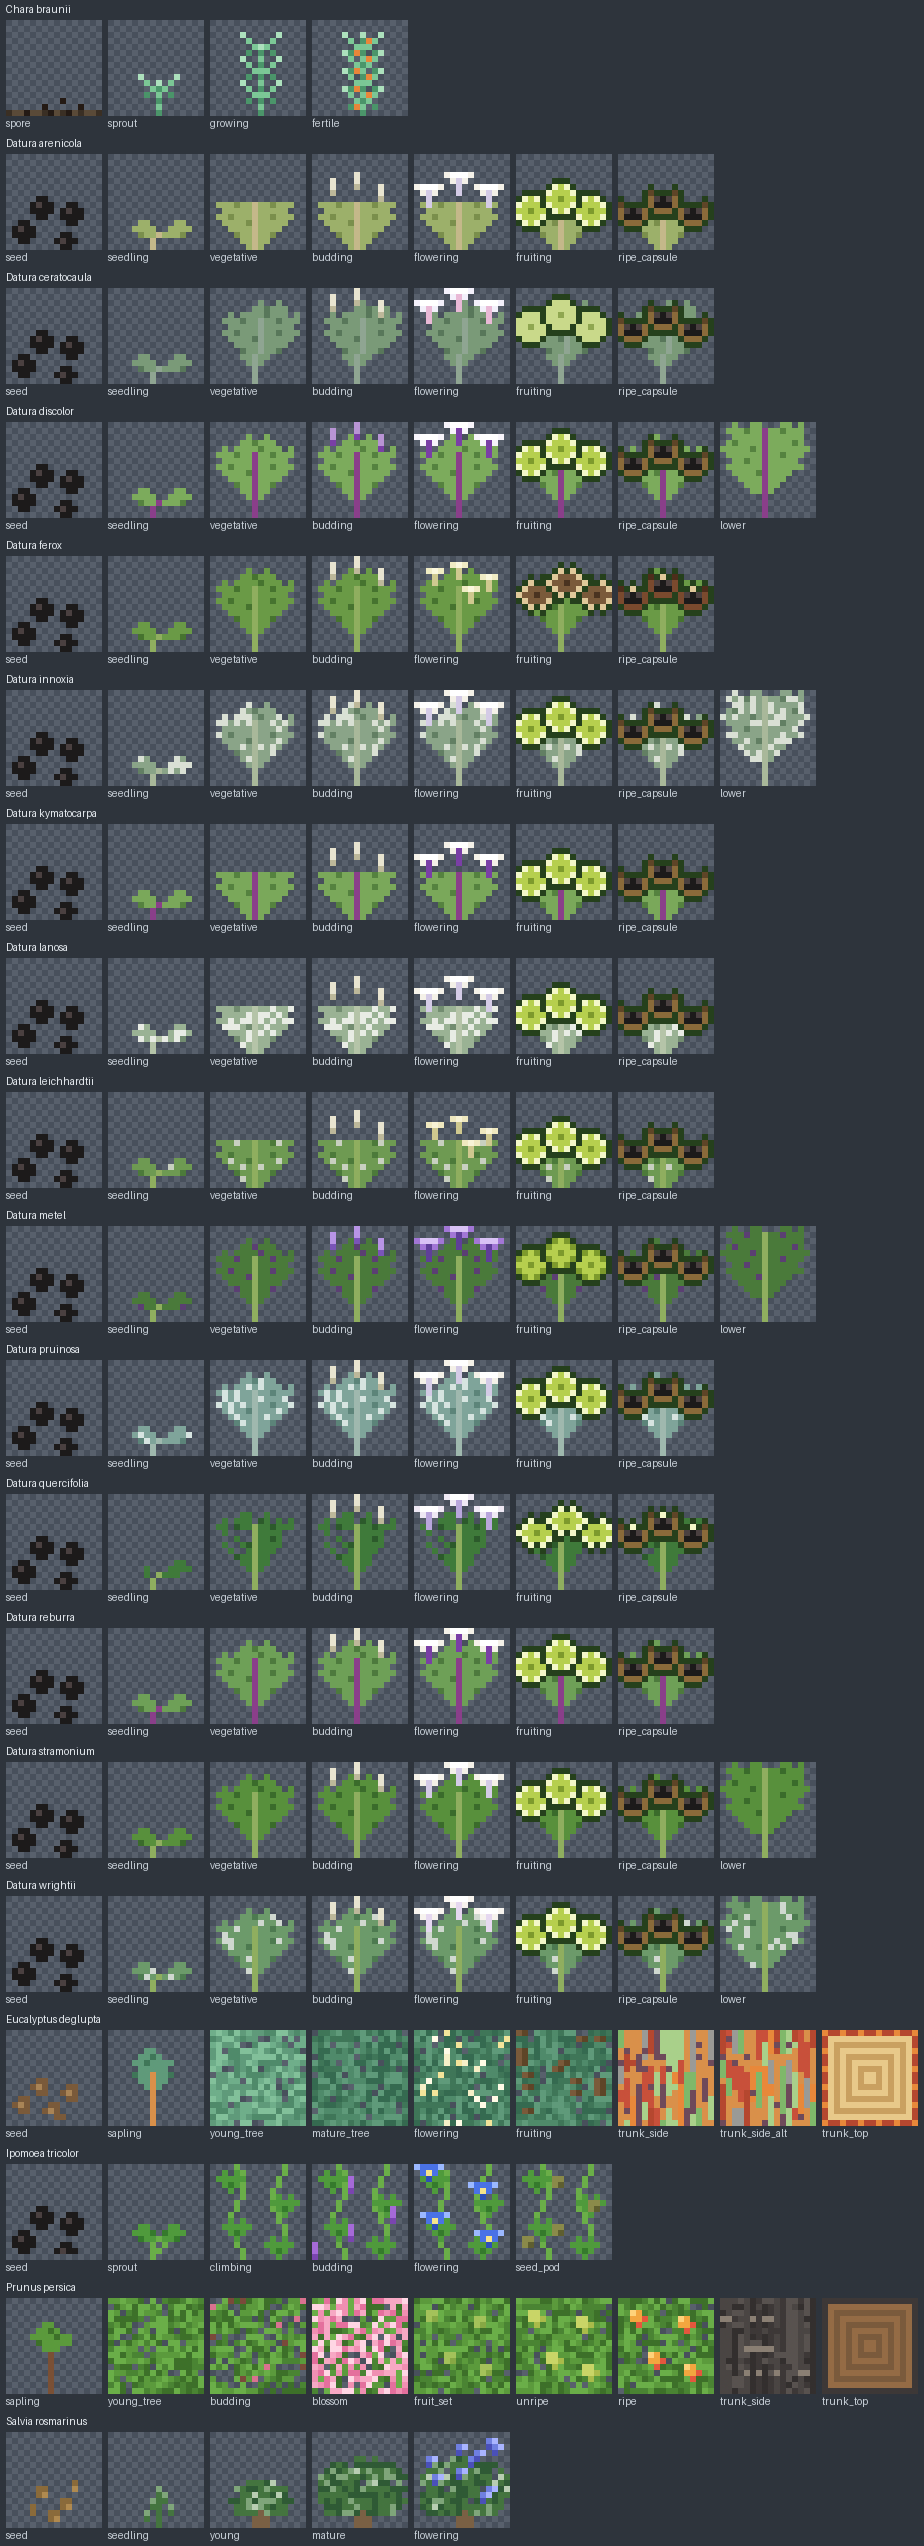 Chara braunii
spore sprout growing fertile
Datura arenicola
seed seedling vegetative budding flowering fruiting ripe_capsule
Datura ceratocaula
seed seedling vegetative budding flowering fruiting ripe_capsule
Datura discolor
seed seedling vegetative budding flowering fruiting ripe_capsule lower
Datura ferox
seed seedling vegetative budding flowering fruiting ripe_capsule
Datura innoxia
seed seedling vegetative budding flowering fruiting ripe_capsule lower
Datura kymatocarpa
seed seedling vegetative budding flowering fruiting ripe_capsule
Datura lanosa
seed seedling vegetative budding flowering fruiting ripe_capsule
Datura leichhardtii
seed seedling vegetative budding flowering fruiting ripe_capsule
Datura metel
seed seedling vegetative budding flowering fruiting ripe_capsule lower
Datura pruinosa
seed seedling vegetative budding flowering fruiting ripe_capsule
Datura quercifolia
seed seedling vegetative budding flowering fruiting ripe_capsule
Datura reburra
seed seedling vegetative budding flowering fruiting ripe_capsule
Datura stramonium
seed seedling vegetative budding flowering fruiting ripe_capsule lower
Datura wrightii
seed seedling vegetative budding flowering fruiting ripe_capsule lower
Eucalyptus deglupta
seed sapling young_tree mature_tree flowering fruiting trunk_side trunk_side_alt trunk_top
Ipomoea tricolor
seed sprout climbing budding flowering seed_pod
Prunus persica
sapling young_tree budding blossom fruit_set unripe ripe trunk_side trunk_top
Salvia rosmarinus
seed seedling young mature flowering